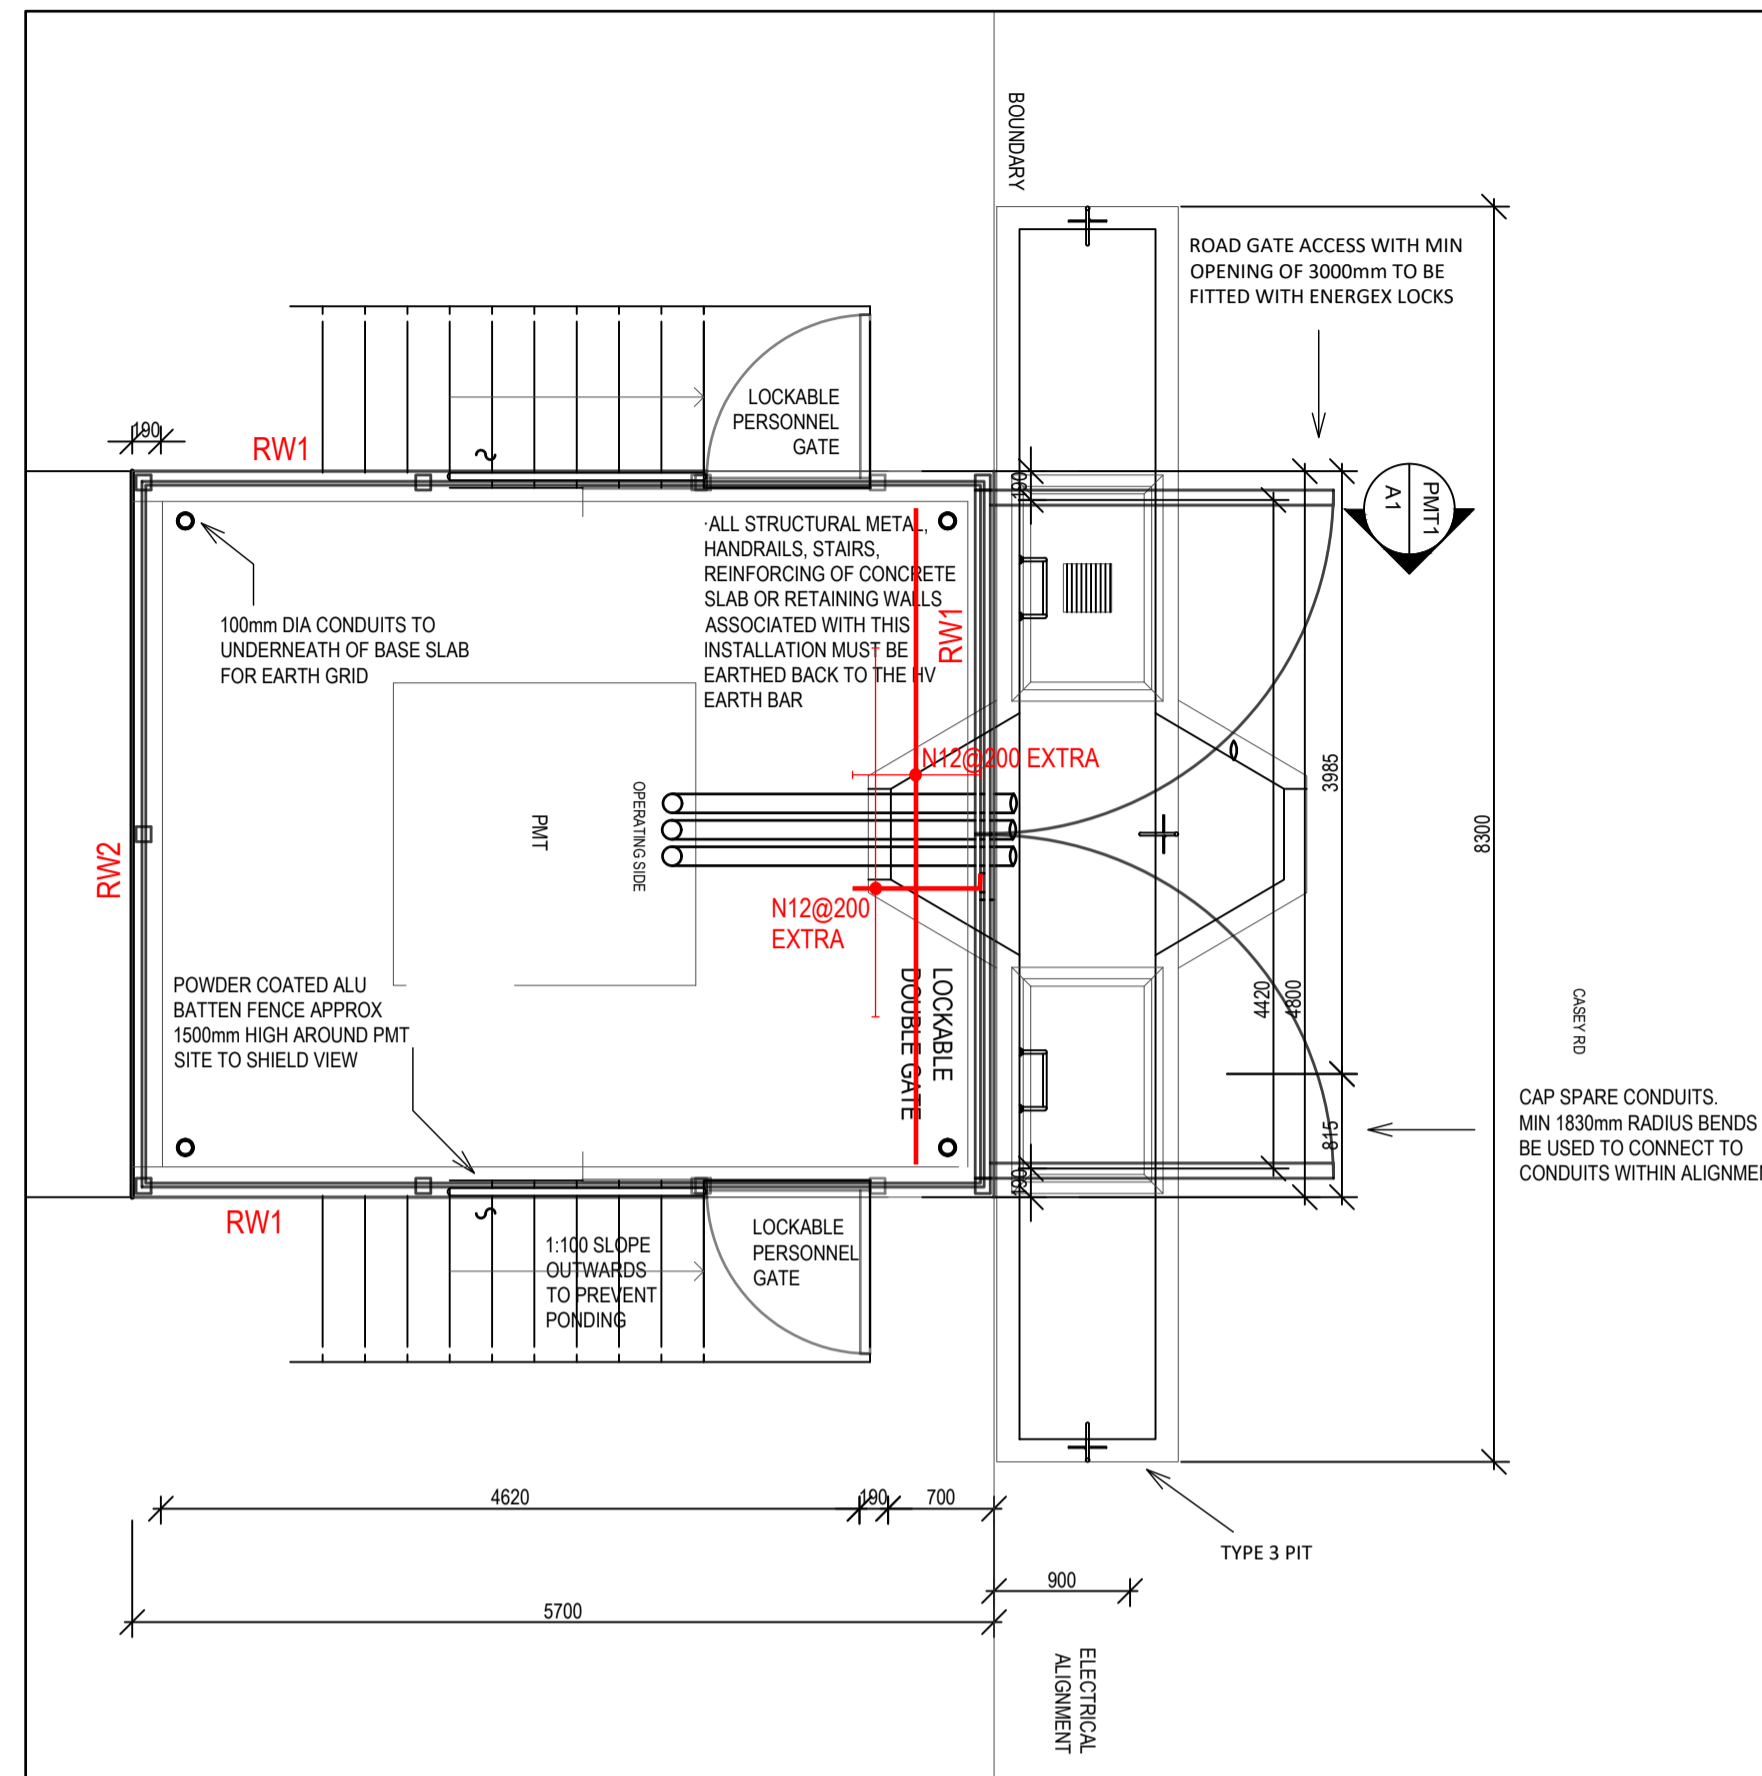 BOUNDARY
ROAD GATE ACCESS WITH MIN
OPENING OF 3000mm TO BE
FITTED WITH ENERGEX LOCKS
LOCKABLE
PERSONNEL
GATE
190
RW1
190
PMT1
A1
·ALL STRUCTURAL METAL,
HANDRAILS, STAIRS,
REINFORCING OF CONCRETE
SLAB OR RETAINING WALLS
ASSOCIATED WITH THIS
INSTALLATION MUST BE
EARTHED BACK TO THE HV
EARTH BAR
RW1
100mm DIA CONDUITS TO
UNDERNEATH OF BASE SLAB
FOR EARTH GRID
N12@200 EXTRA
OPERATING SIDE
PMT
3985
8300
RW2
N12@200
EXTRA
LOCKABLE
DOUBLE GATE
4420
4800
CASEY RD
POWDER COATED ALU
BATTEN FENCE APPROX
1500mm HIGH AROUND PMT
SITE TO SHIELD VIEW
CAP SPARE CONDUITS.
MIN 1830mm RADIUS BENDS
BE USED TO CONNECT TO
CONDUITS WITHIN ALIGNME
815
190
RW1
1:100 SLOPE
OUTWARDS
TO PREVENT
PONDING
LOCKABLE
PERSONNEL
GATE
4620
190
700
TYPE 3 PIT
900
5700
ELECTRICAL
ALIGNMENT